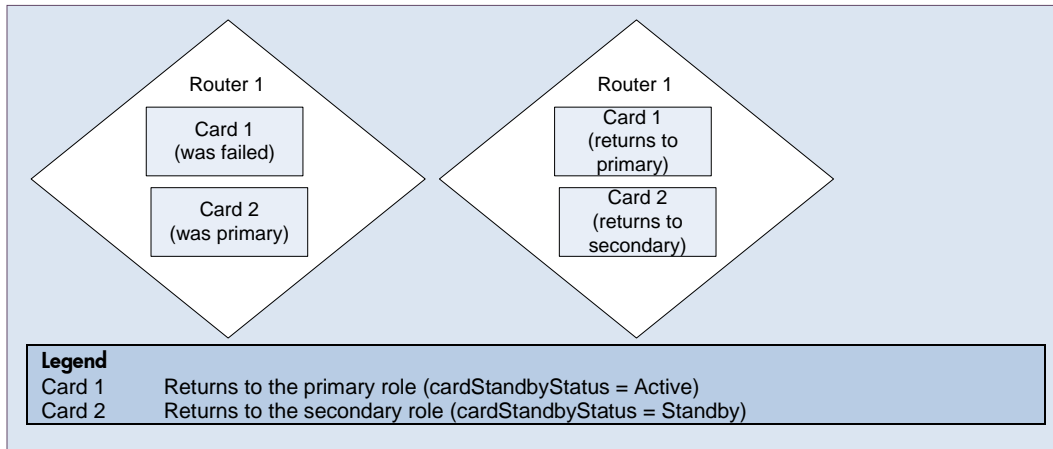 Router 1
Card 1
(was failed)
Card 2
(was primary)
Router 1
Card 1
(returns to
primary)
Card 2
(returns to
secondary)
Legend
Card 1 Returns to the primary role (cardStandbyStatus = Active)
Card 2 Returns to the secondary role (cardStandbyStatus = Standby)